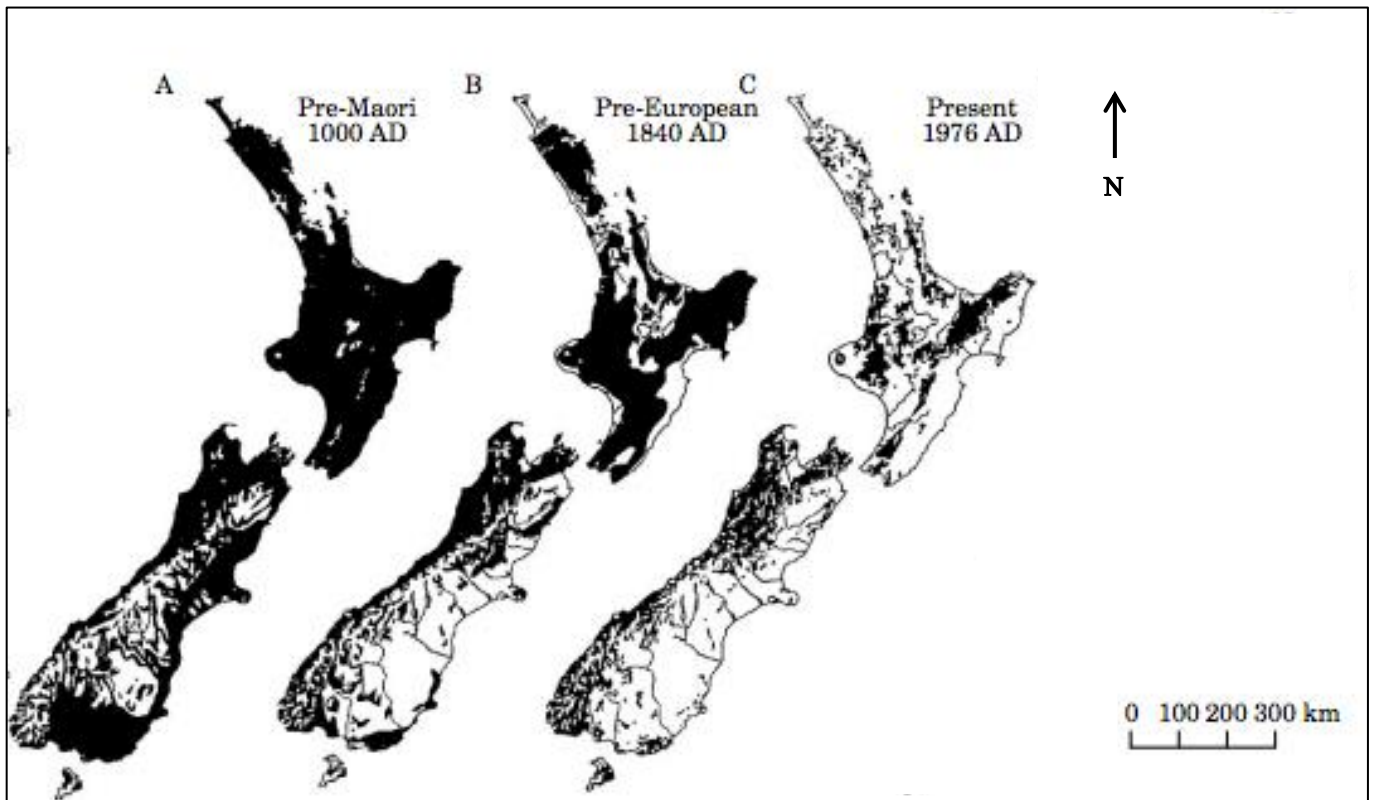 A
Pre-Maori
1000 AD
B
Pre-European
1840 AD
C
Present
1976 AD
N
0 100 200 300 km